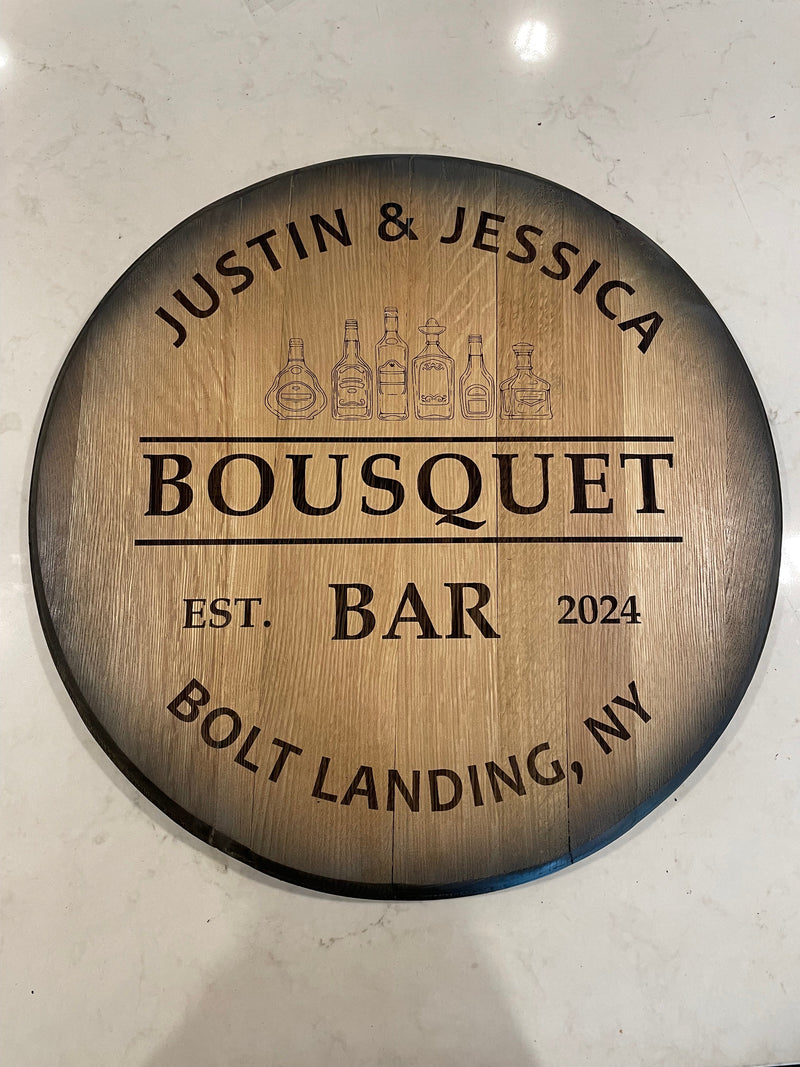 JUSTIN & JESSICA
BOUSQUET
EST. BAR 2024
BOLT LANDING, NY